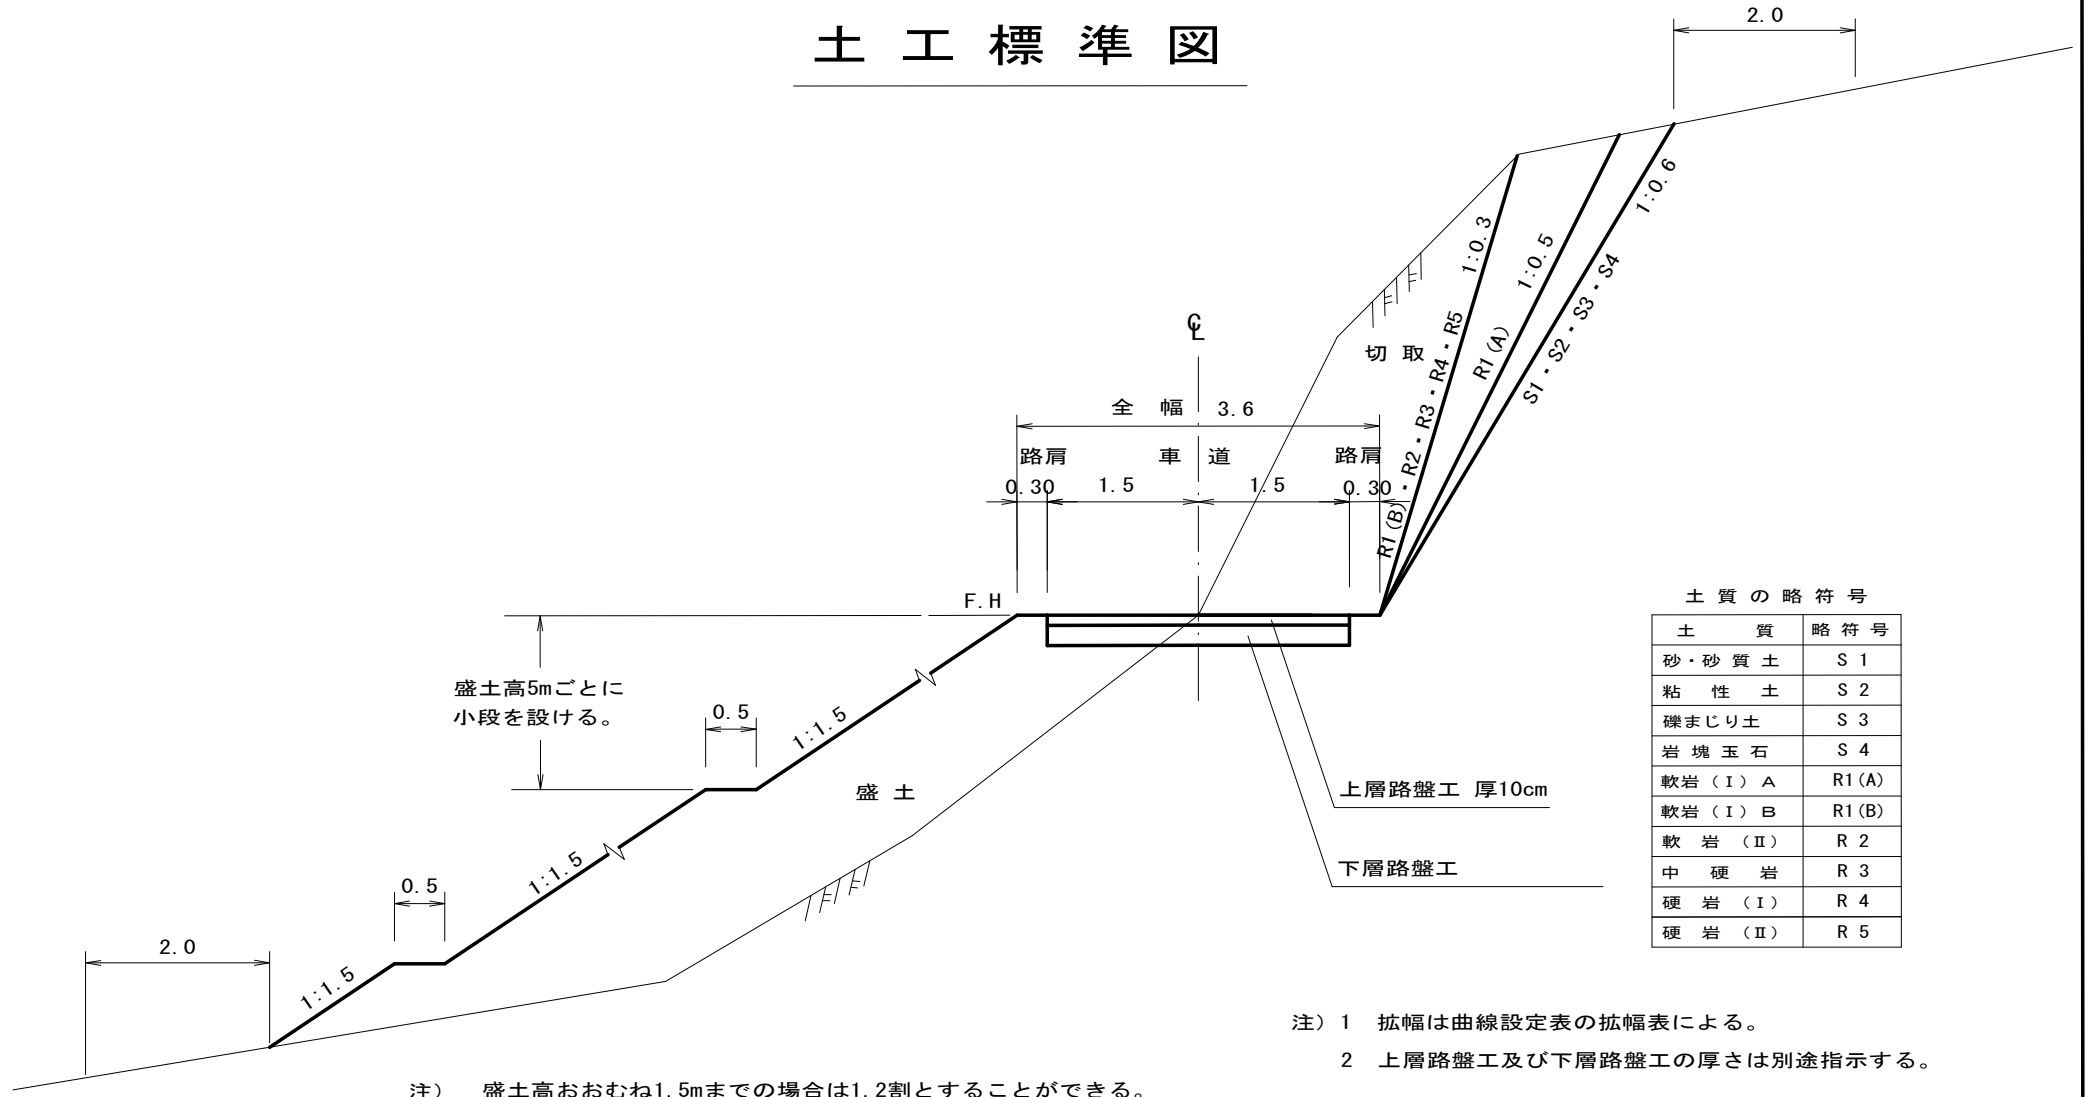 土工標準図
2.0
1:0.6
1:0.3
1:0.5
S1・S2・S3・S4
R1(A)
R1(B)・R2・R3・R4・R5
℄
切取
全幅 3.6
路肩 車道 路肩
0.30 1.5 1.5 0.30
F.H
盛土高5mごとに
小段を設ける。
0.5
1:1.5
盛土
上層路盤工 厚10cm
下層路盤工
0.5
1:1.5
2.0
1:1.5
土質の略符号
土質 略符号
砂・砂質土 S 1
粘性土 S 2
礫まじり土 S 3
岩塊玉石 S 4
軟岩(Ⅰ)A R1(A)
軟岩(Ⅰ)B R1(B)
軟岩(Ⅱ) R 2
中硬岩 R 3
硬岩(Ⅰ) R 4
硬岩(Ⅱ) R 5
注)1 拡幅は曲線設定表の拡幅表による。
2 上層路盤工及び下層路盤工の厚さは別途指示する。
注) 盛土高おおむね1.5mまでの場合は1.2割とすることができる。